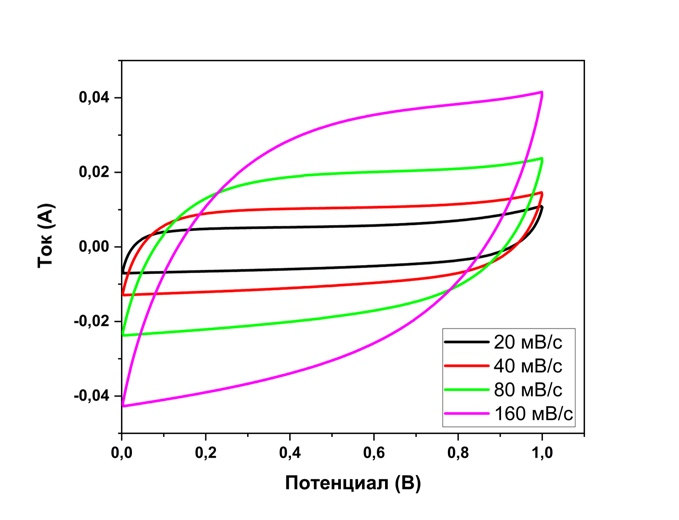 0,04
0,02
0,00
-0,02
-0,04
Ток (А)
0,0 0,2 0,4 0,6 0,8 1,0
Потенциал (В)
20 мВ/с
40 мВ/с
80 мВ/с
160 мВ/с